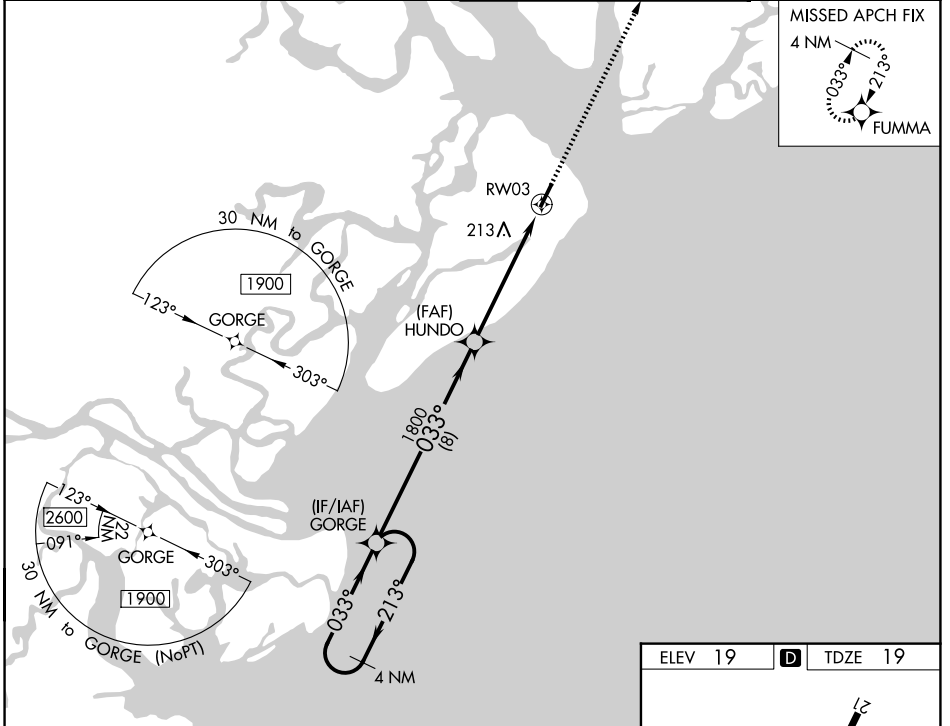 MISSED APCH FIX
4 NM
033°
213°
FUMMA
RW03
213
30 NM to GORGE
1900
123°
GORGE
303°
(FAF)
HUNDO
1800
033°
(8)
(IF/IAF)
GORGE
123°
2600
22
NM
091°
GORGE
303°
1900
30 NM to GORGE (NoPT)
033°
213°
4 NM
ELEV 19
D
TDZE 19
21